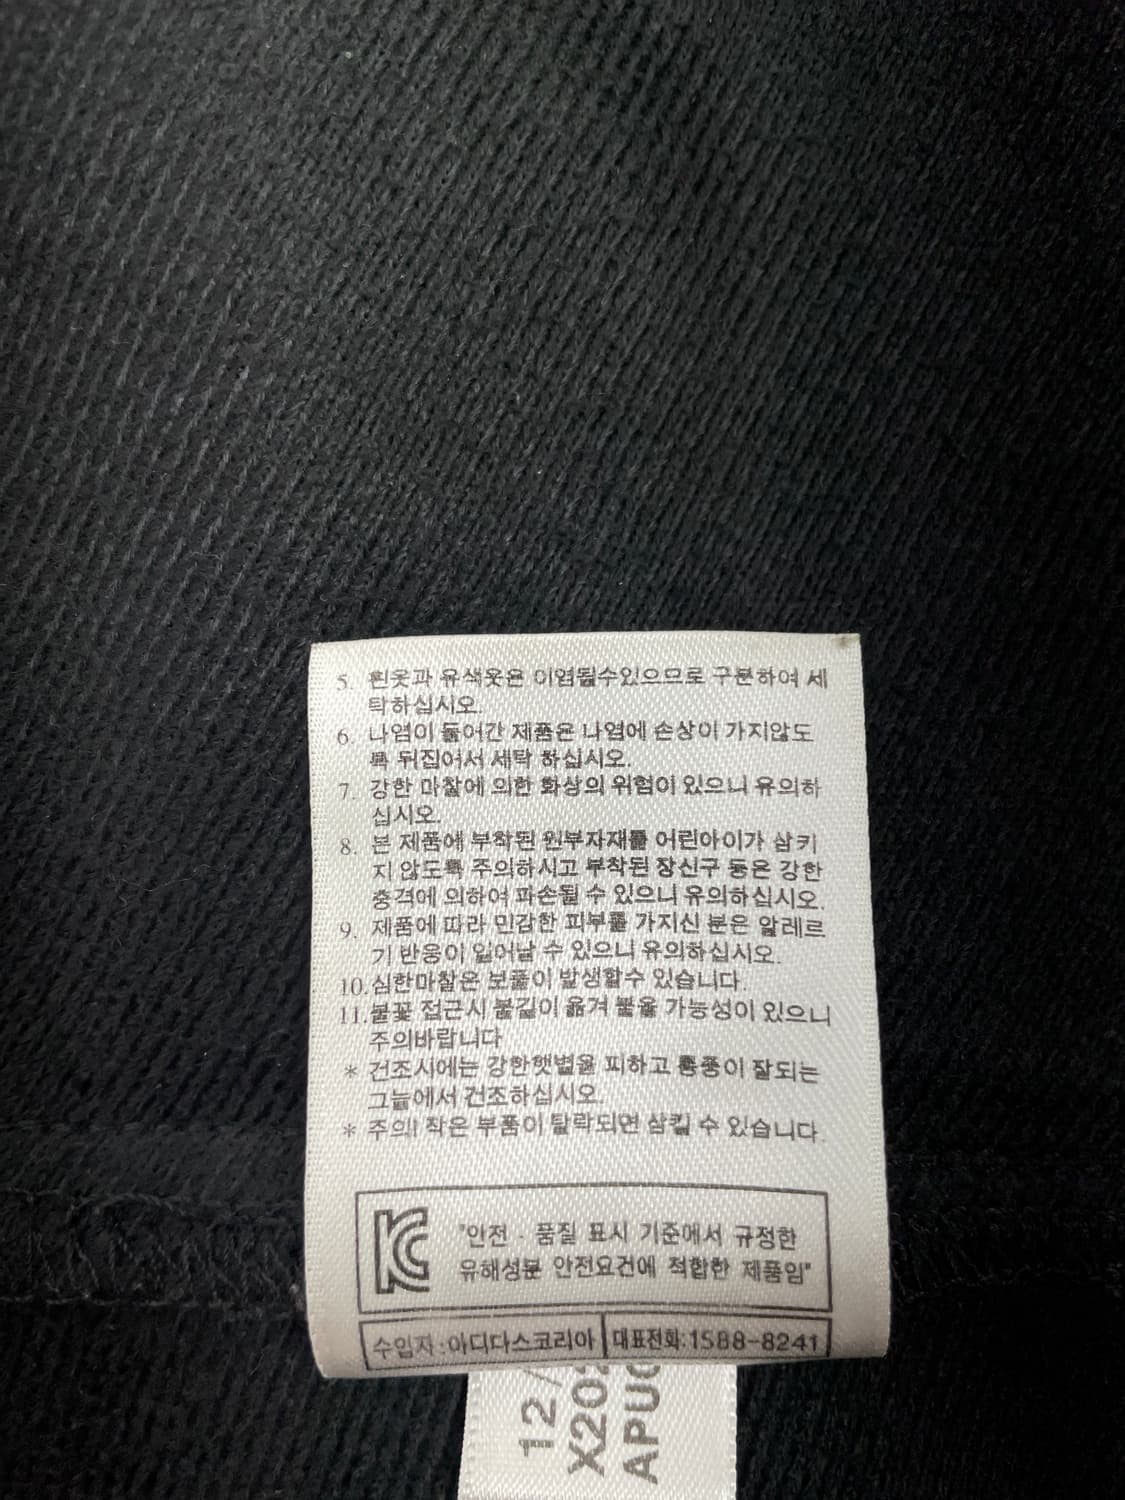 5. 흰옷과 유색옷은 이염될수있으므로 구분하여 세
탁하십시오.
6. 나염이 들어간 제품은 나염에 손상이 가지않도
록 뒤집어서 세탁 하십시오.
7. 강한 마찰에 의한 화상의 위험이 있으니 유의하
십시오.
8. 본 제품에 부착된 원부자재를 어린아이가 삼키
지 않도록 주의하시고 부착된 장신구 등은 강한
충격에 의하여 파손될 수 있으니 유의하십시오.
9. 제품에 따라 민감한 피부를 가지신 분은 알레르
기 반응이 일어날 수 있으니 유의하십시오.
10. 심한마찰은 보풀이 발생할수 있습니다.
11. 불꽃 접근시 불길이 옮겨 붙을 가능성이 있으니
주의바랍니다
* 건조시에는 강한햇볕을 피하고 통풍이 잘되는
그늘에서 건조하십시오.
* 주의! 작은 부품이 탈락되면 삼킬 수 있습니다.
"안전 · 품질 표시 기준에서 규정한
유해성분 안전요건에 적합한 제품임"
수입자:아디다스코리아 대표전화:1588-8241
12/
X202
APUC